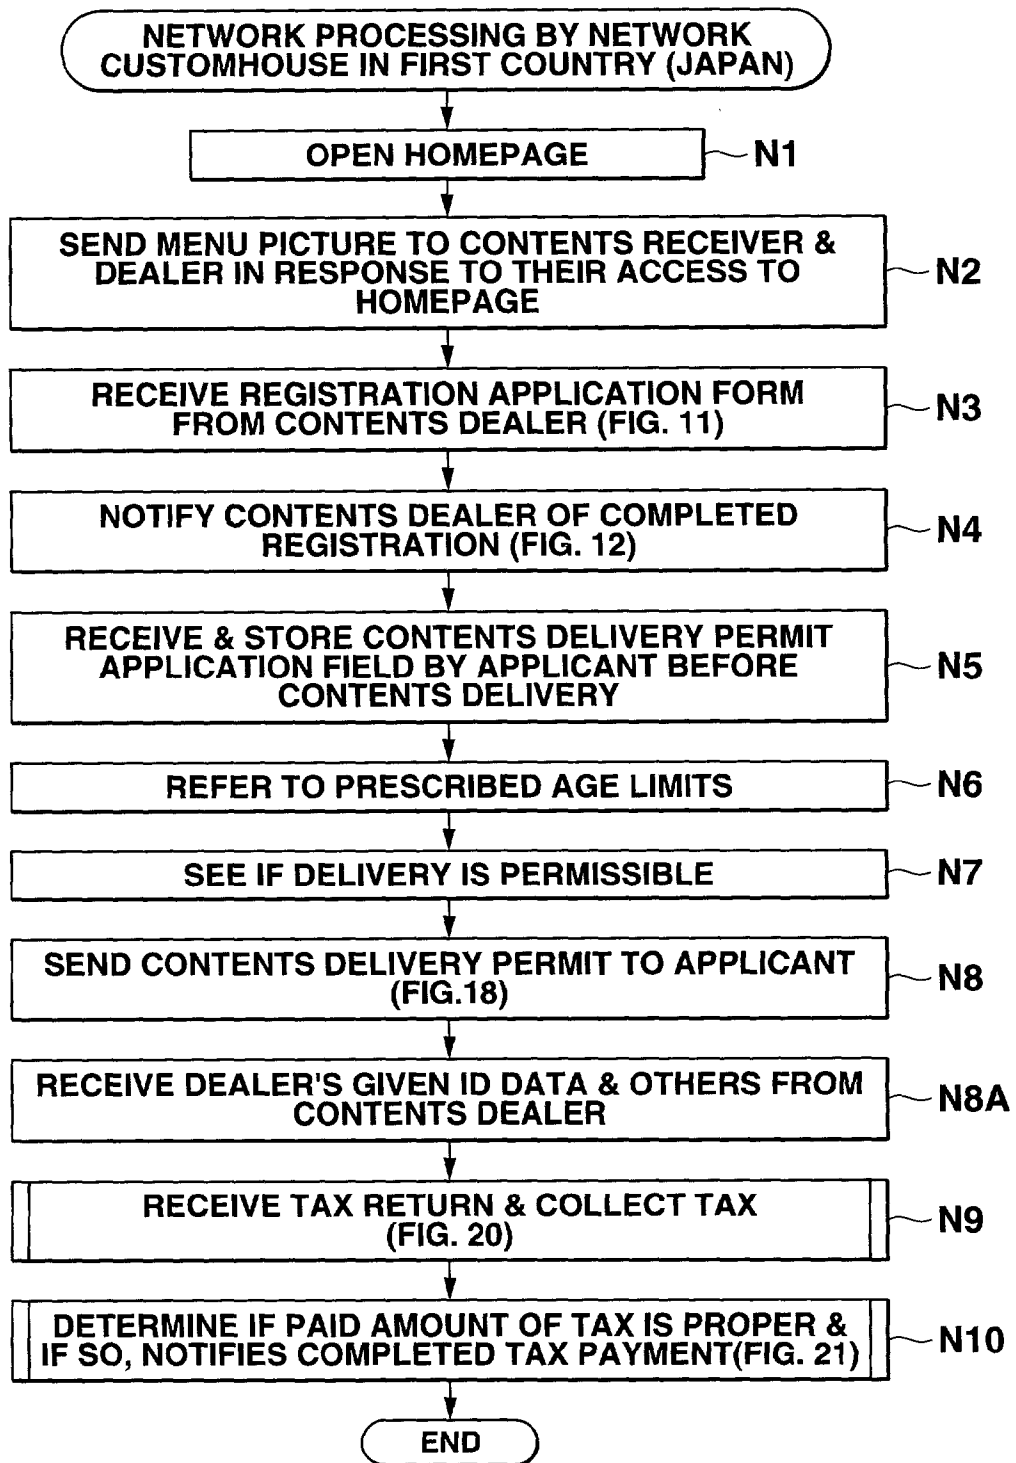 NETWORK PROCESSING BY NETWORK
CUSTOMHOUSE IN FIRST COUNTRY (JAPAN)
OPEN HOMEPAGE
N1
SEND MENU PICTURE TO CONTENTS RECEIVER &
DEALER IN RESPONSE TO THEIR ACCESS TO
HOMEPAGE
N2
RECEIVE REGISTRATION APPLICATION FORM
FROM CONTENTS DEALER (FIG. 11)
N3
NOTIFY CONTENTS DEALER OF COMPLETED
REGISTRATION (FIG. 12)
N4
RECEIVE & STORE CONTENTS DELIVERY PERMIT
APPLICATION FIELD BY APPLICANT BEFORE
CONTENTS DELIVERY
N5
REFER TO PRESCRIBED AGE LIMITS
N6
SEE IF DELIVERY IS PERMISSIBLE
N7
SEND CONTENTS DELIVERY PERMIT TO APPLICANT
(FIG.18)
N8
RECEIVE DEALER'S GIVEN ID DATA & OTHERS FROM
CONTENTS DEALER
N8A
RECEIVE TAX RETURN & COLLECT TAX
(FIG. 20)
N9
DETERMINE IF PAID AMOUNT OF TAX IS PROPER &
IF SO, NOTIFIES COMPLETED TAX PAYMENT(FIG. 21)
N10
END